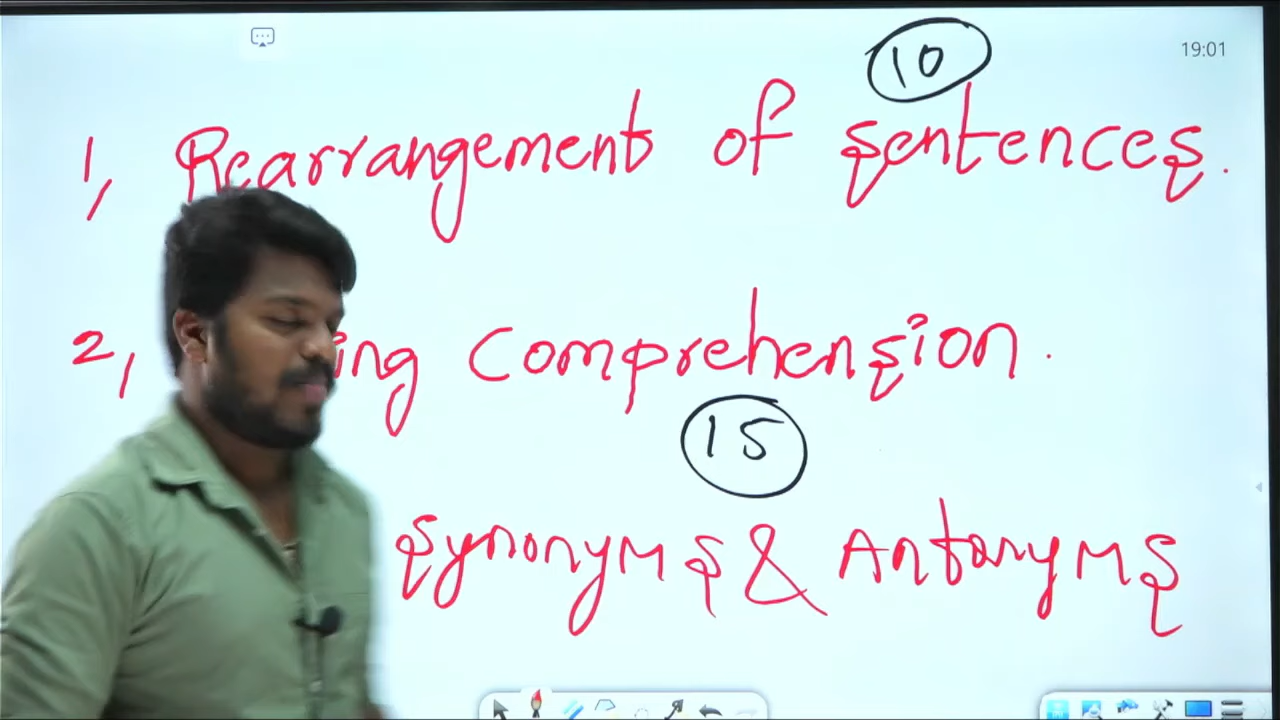 10
19:01
1, Rearrangement of sentences.
2, ing Comprehension.
15
Synonyms & Antonyms